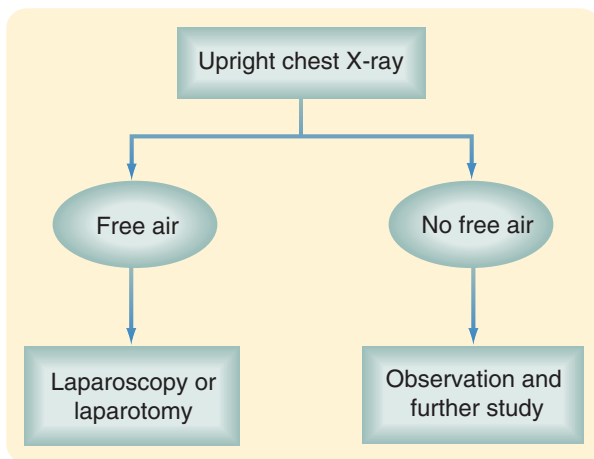 Upright chest X-ray
Free air
No free air
Laparoscopy or
laparotomy
Observation and
further study